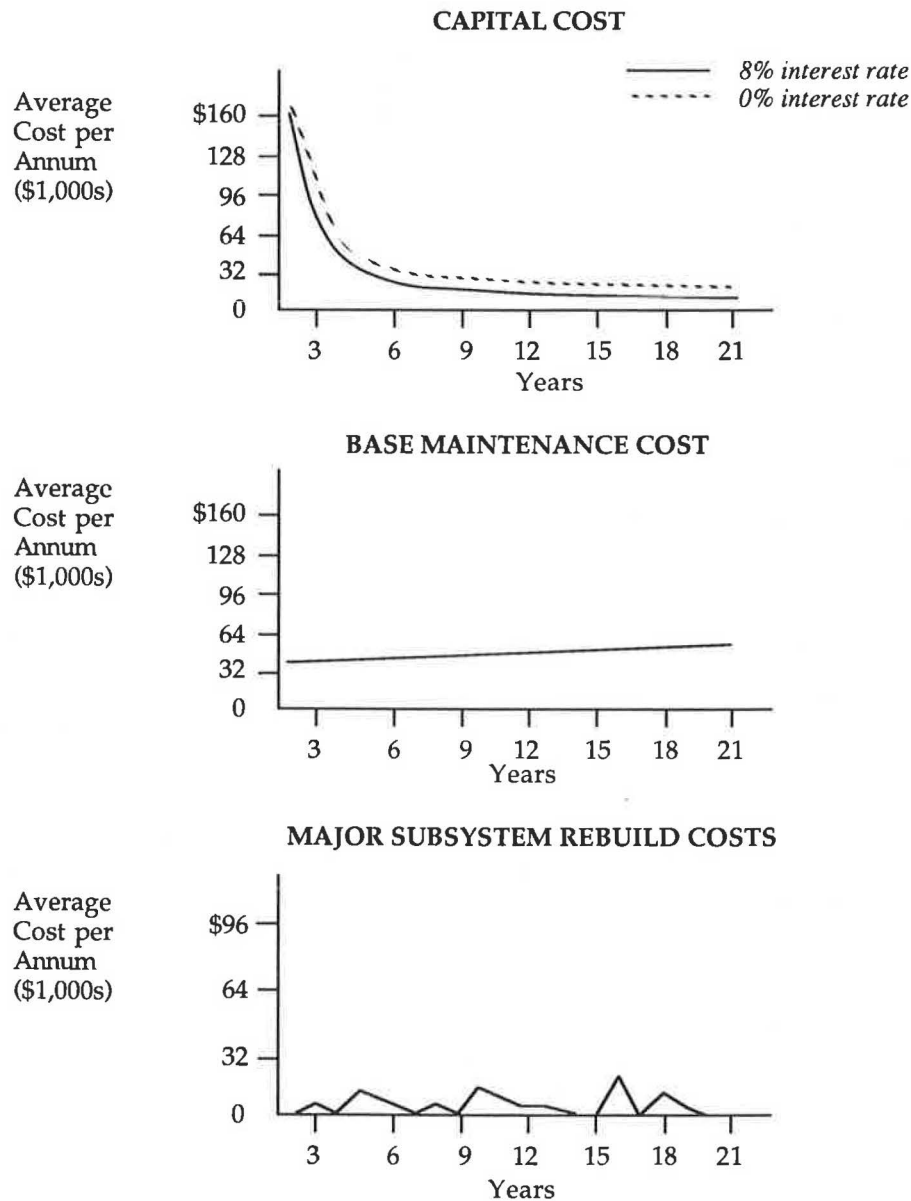 CAPITAL COST
8% interest rate
0% interest rate
Average
Cost per
Annum
($1,000s)
$160
128
96
64
32
0
3 6 9 12 15 18 21
Years
BASE MAINTENANCE COST
Average
Cost per
Annum
($1,000s)
$160
128
96
64
32
0
3 6 9 12 15 18 21
Years
MAJOR SUBSYSTEM REBUILD COSTS
Average
Cost per
Annum
($1,000s)
$96
64
32
0
3 6 9 12 15 18 21
Years